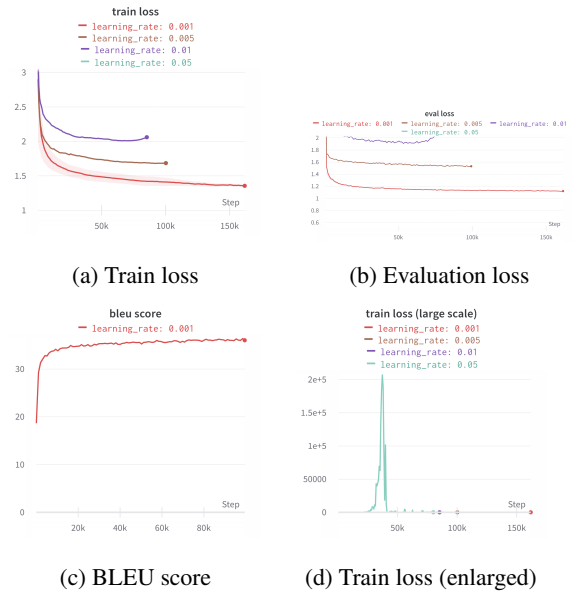 train loss
learning_rate: 0.001
learning_rate: 0.005
learning_rate: 0.01
learning_rate: 0.05
3
2.5
2
1.5
1
Step
50k
100k
150k
(a) Train loss
eval loss
learning_rate: 0.001 learning_rate: 0.005 learning_rate: 0.01
learning_rate: 0.05
2
1.8
1.6
1.4
1.2
1
0.8
0.6
Step
50k
100k
150k
(b) Evaluation loss
bleu score
learning_rate: 0.001
30
20
10
0
Step
20k
40k
60k
80k
(c) BLEU score
train loss (large scale)
learning_rate: 0.001
learning_rate: 0.005
learning_rate: 0.01
learning_rate: 0.05
2e+5
1e+5
50000
0
Step
50k
100k
150k
(d) Train loss (enlarged)